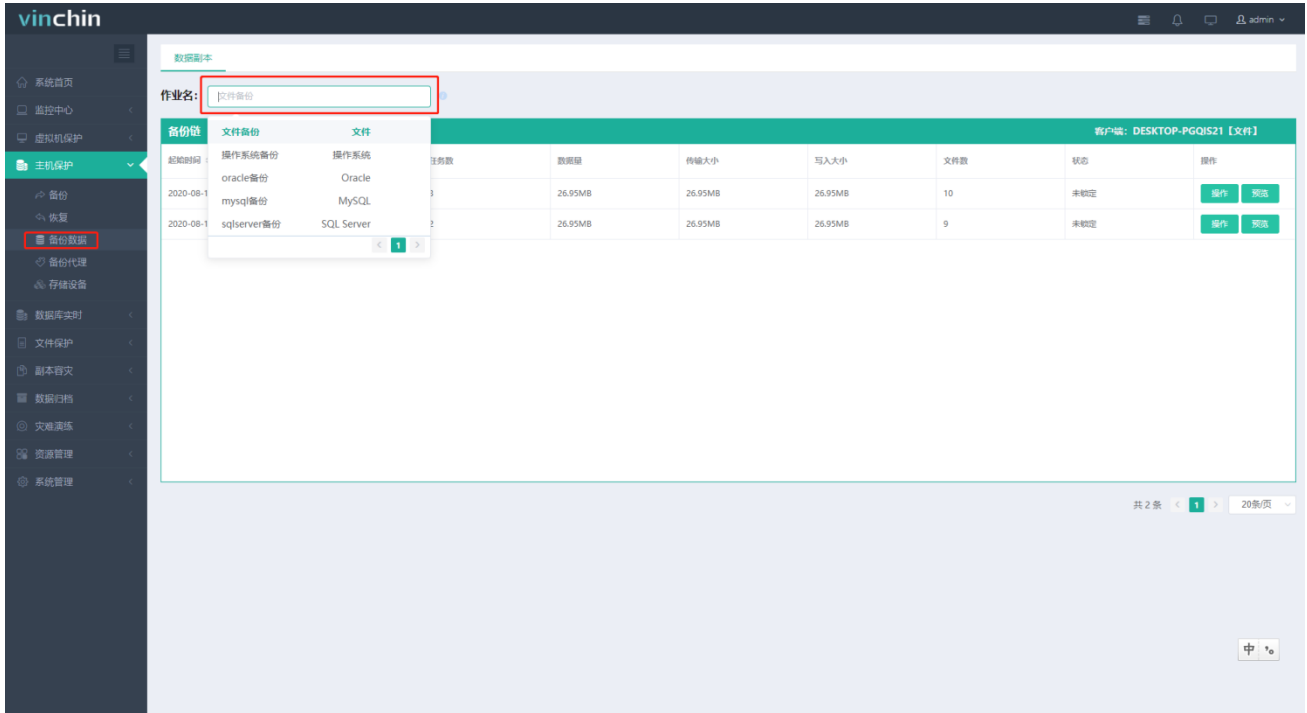 vinchin
admin
系统首页
监控中心
虚拟机保护
主机保护
备份
恢复
备份数据
备份代理
存储设备
数据库实时
文件保护
副本容灾
数据归档
灾难演练
资源管理
系统管理
数据副本
作业名: 文件备份
备份链 客户端: DESKTOP-PGQIS21【文件】
文件备份 文件
操作系统备份 操作系统
oracle备份 Oracle
mysql备份 MySQL
sqlserver备份 SQL Server
< 1 >
起始时间 任务数 数据量 传输大小 写入大小 文件数 状态 操作
2020-08-1 3 26.95MB 26.95MB 26.95MB 10 未锁定 操作 预览
2020-08-1 2 26.95MB 26.95MB 26.95MB 9 未锁定 操作 预览
共 2 条 < 1 > 20条/页
中